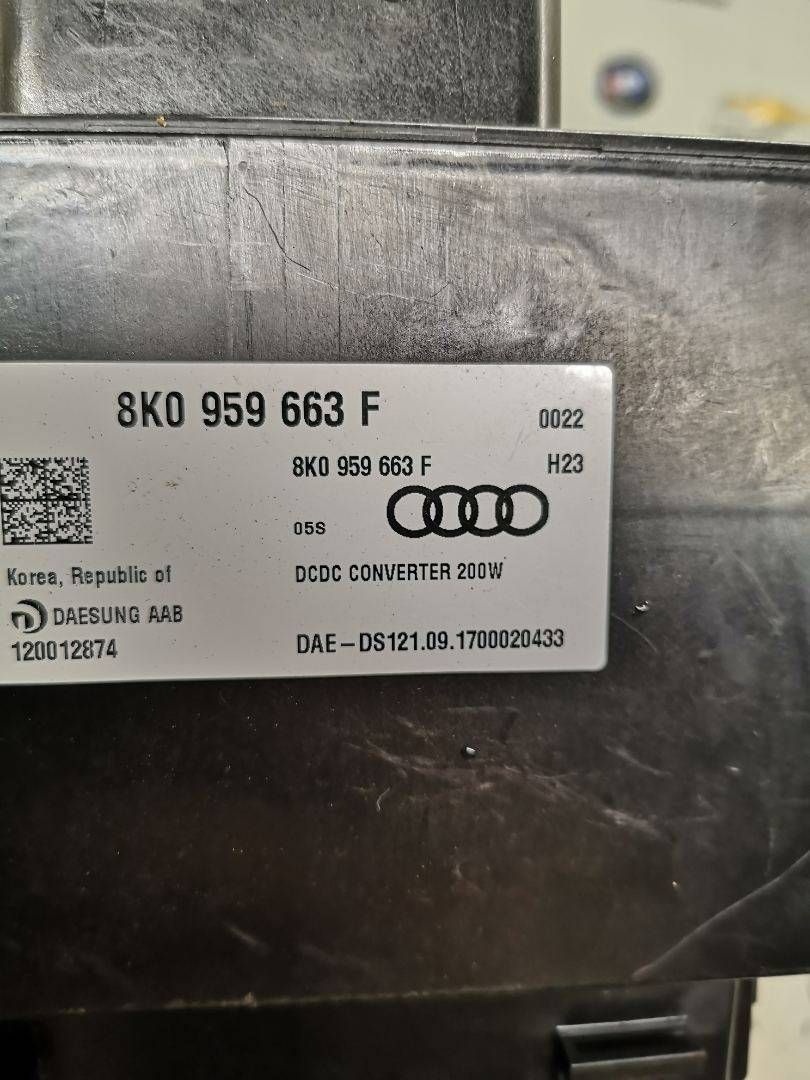 8K0 959 663 F
0022
8K0 959 663 F
H23
05S
Korea, Republic of
DCDC CONVERTER 200W
DAESUNG AAB
120012874
DAE-DS121.09.1700020433